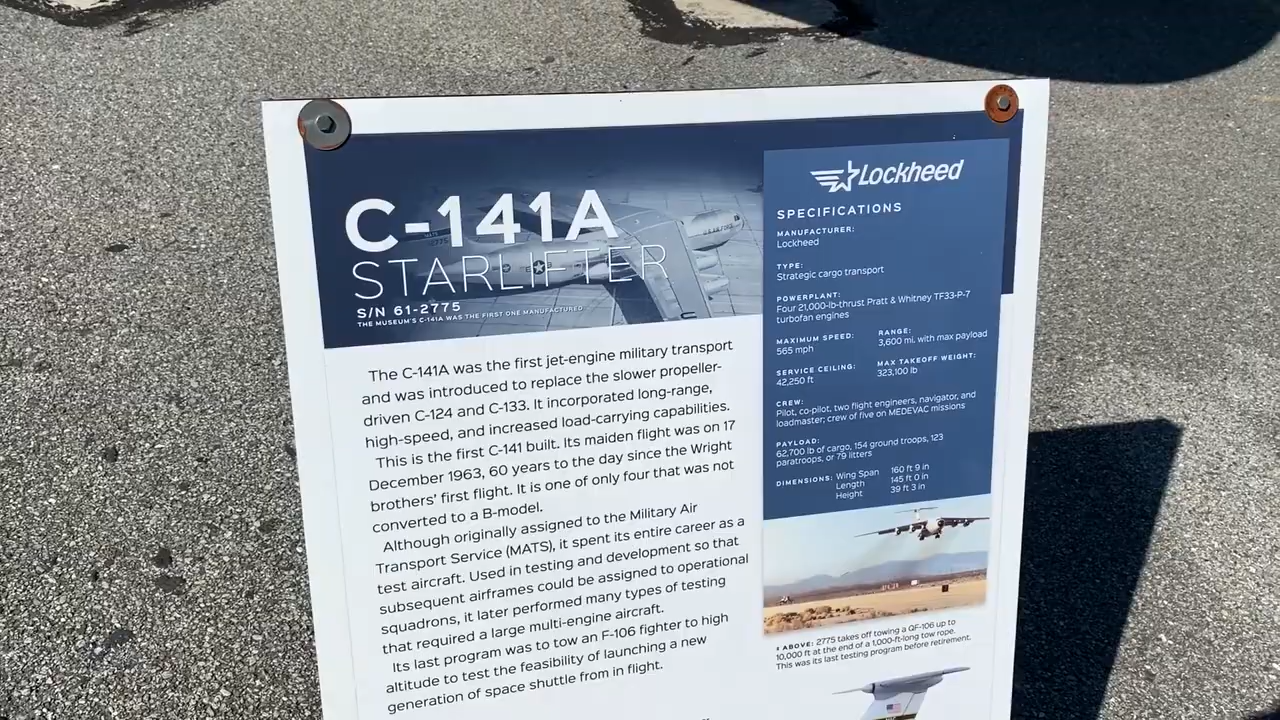 C-141A
STARLIFTER
S/N 61-2775
THE MUSEUM'S C-141A WAS THE FIRST ONE MANUFACTURED
The C-141A was the first jet-engine military transport
and was introduced to replace the slower propeller-
driven C-124 and C-133. It incorporated long-range,
high-speed, and increased load-carrying capabilities.
This is the first C-141 built. Its maiden flight was on 17
December 1963, 60 years to the day since the Wright
brothers' first flight. It is one of only four that was not
converted to a B-model.
Although originally assigned to the Military Air
Transport Service (MATS), it spent its entire career as a
test aircraft. Used in testing and development so that
subsequent airframes could be assigned to operational
squadrons, it later performed many types of testing
that required a large multi-engine aircraft.
Its last program was to tow an F-106 fighter to high
altitude to test the feasibility of launching a new
generation of space shuttle from in flight.
Lockheed
SPECIFICATIONS
MANUFACTURER:
Lockheed
TYPE:
Strategic cargo transport
POWERPLANT:
Four 21,000-lb-thrust Pratt & Whitney TF33-P-7
turbofan engines
MAXIMUM SPEED:
565 mph
RANGE:
3,600 mi. with max payload
SERVICE CEILING:
42,250 ft
MAX TAKEOFF WEIGHT:
323,100 lb
CREW:
Pilot, co-pilot, two flight engineers, navigator, and
loadmaster; crew of five on MEDEVAC missions
PAYLOAD:
62,700 lb of cargo, 154 ground troops, 123
paratroops, or 79 litters
DIMENSIONS: Wing Span 160 ft 9 in
Length 145 ft 0 in
Height 39 ft 3 in
ABOVE: 2775 takes off towing a QF-106 up to
10,000 ft at the end of a 1,000-ft-long tow rope.
This was its last testing program before retirement.